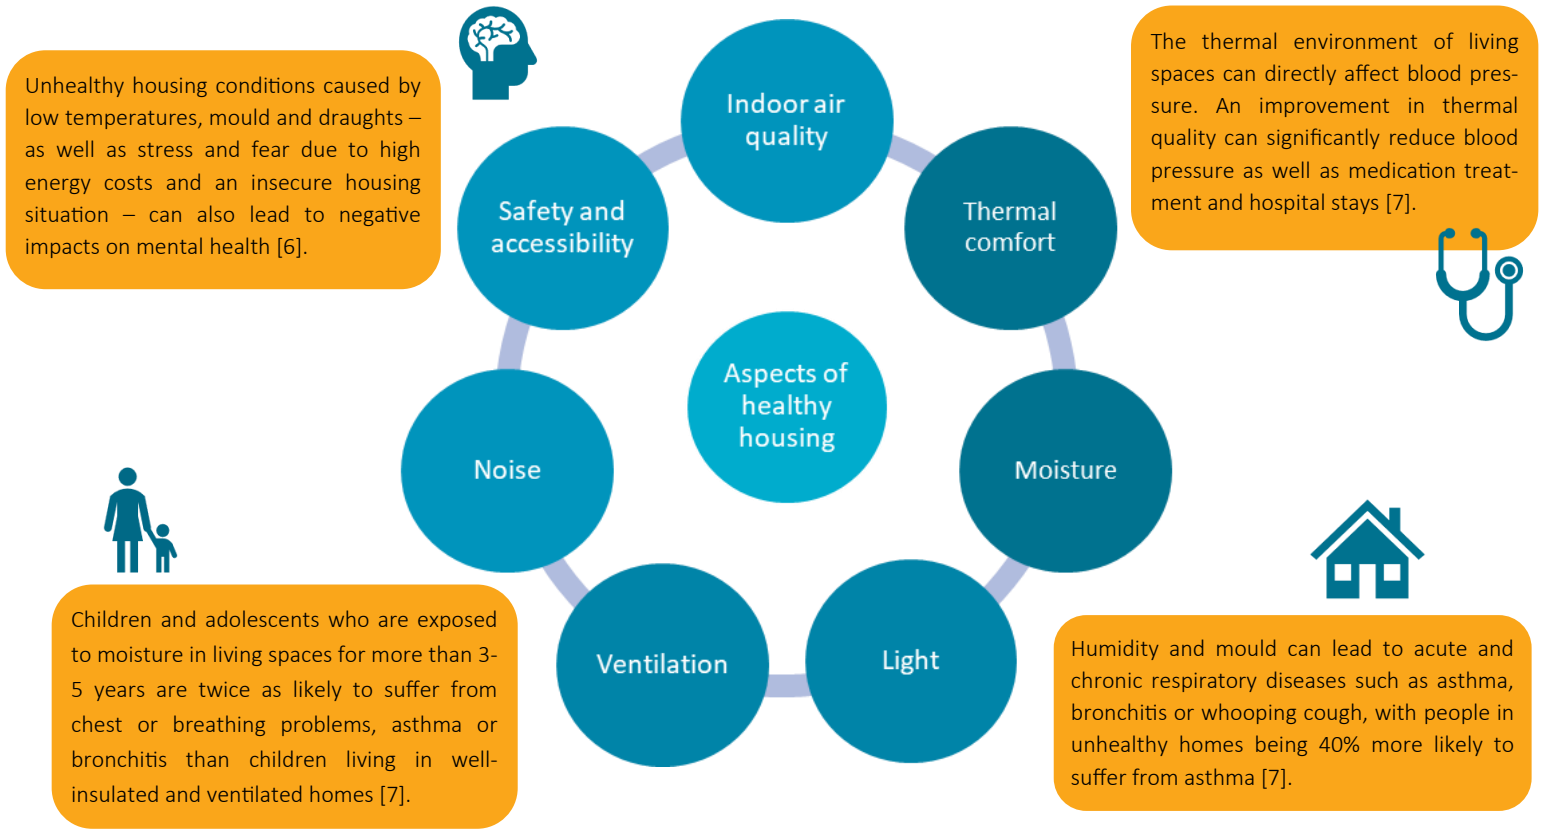 Unhealthy housing conditions caused by
low temperatures, mould and draughts –
as well as stress and fear due to high
energy costs and an insecure housing
situation – can also lead to negative
impacts on mental health [6].
The thermal environment of living
spaces can directly affect blood pres-
sure. An improvement in thermal
quality can significantly reduce blood
pressure as well as medication treat-
ment and hospital stays [7].
Indoor air
quality
Thermal
comfort
Moisture
Light
Ventilation
Noise
Safety and
accessibility
Aspects of
healthy
housing
Children and adolescents who are exposed
to moisture in living spaces for more than 3-
5 years are twice as likely to suffer from
chest or breathing problems, asthma or
bronchitis than children living in well-
insulated and ventilated homes [7].
Humidity and mould can lead to acute and
chronic respiratory diseases such as asthma,
bronchitis or whooping cough, with people in
unhealthy homes being 40% more likely to
suffer from asthma [7].